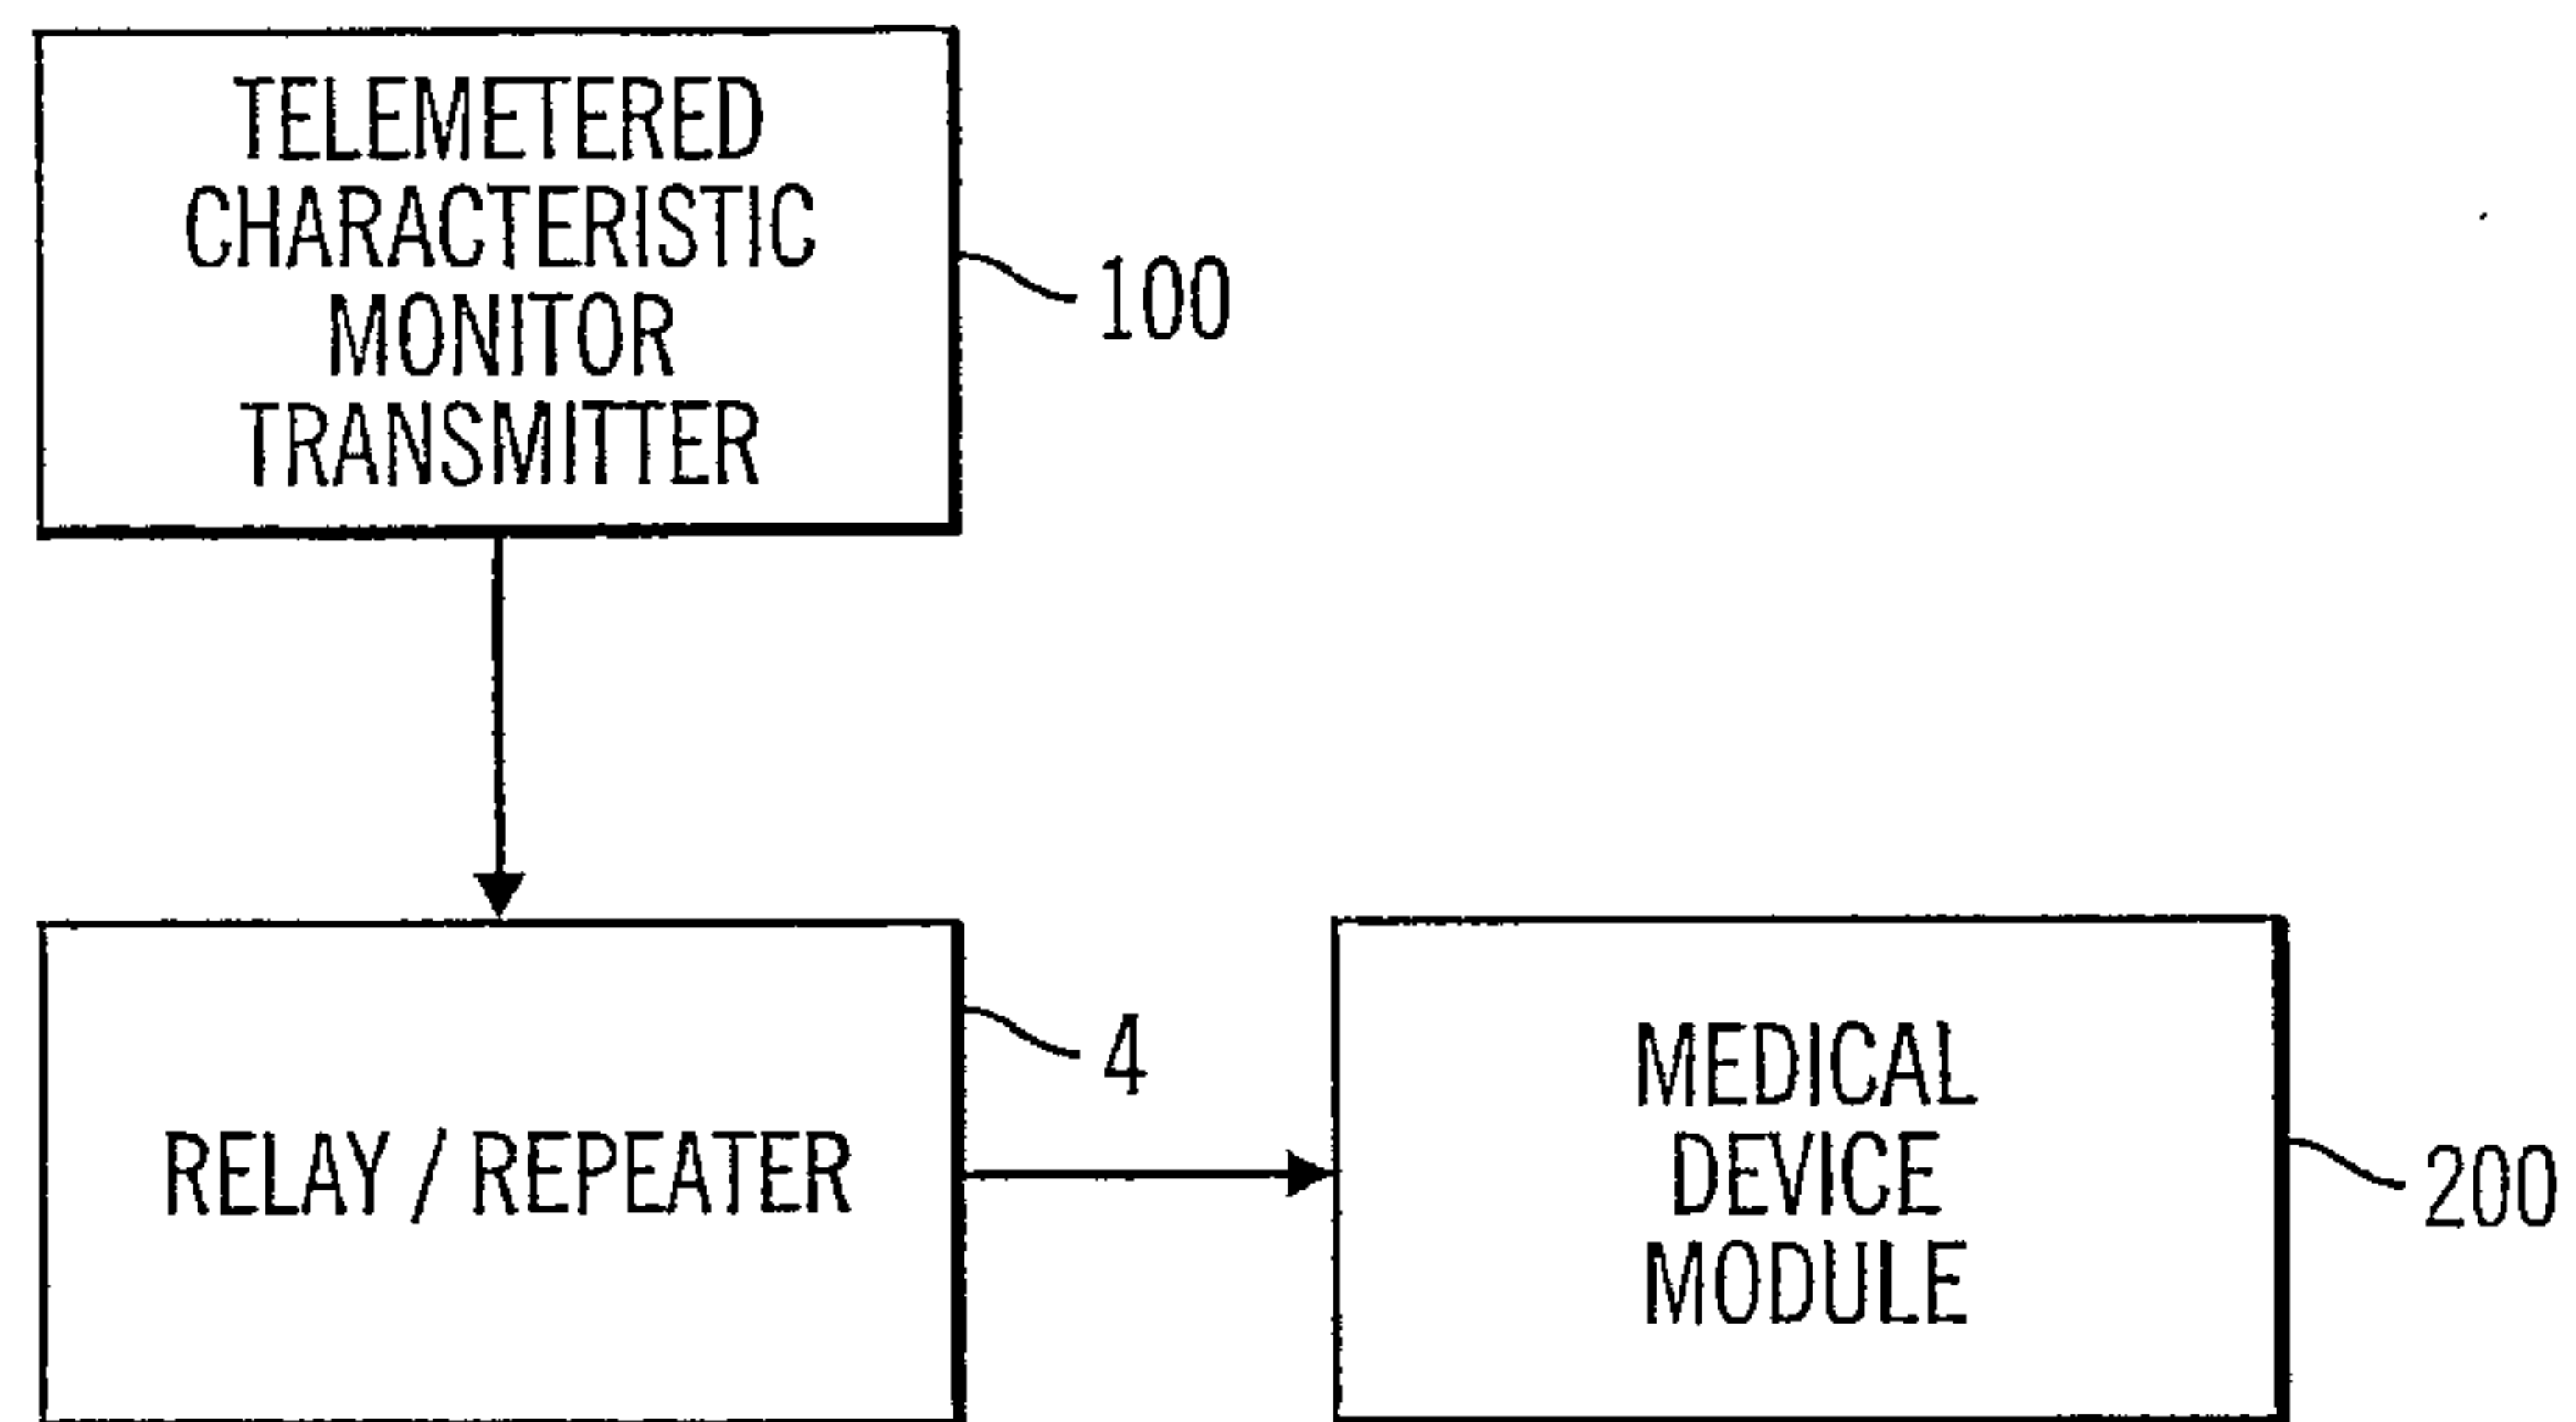 TELEMETERED
CHARACTERISTIC
MONITOR
TRANSMITTER
100
4
RELAY / REPEATER
MEDICAL
DEVICE
MODULE
200